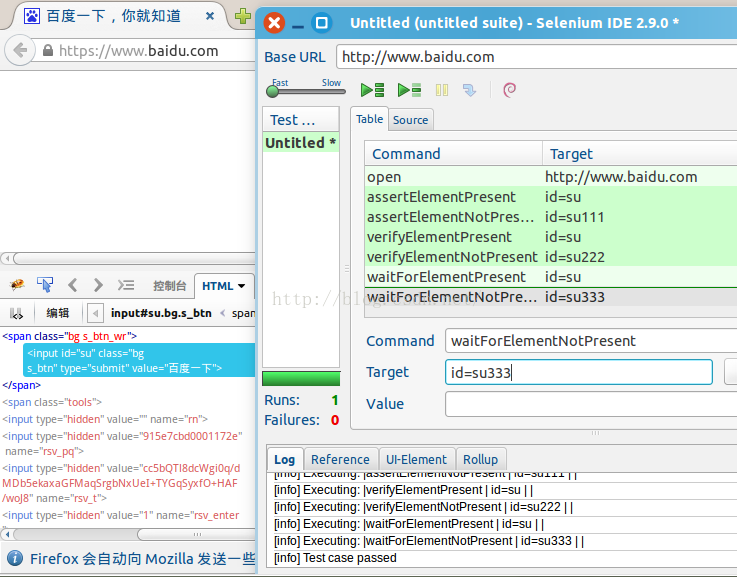 百度一下，你就知道
https://www.baidu.com
Untitled (untitled suite) - Selenium IDE 2.9.0 *
Base URL http://www.baidu.com
Fast Slow
Test ...
Untitled *
Table Source
Command Target
open http://www.baidu.com
assertElementPresent id=su
assertElementNotPres... id=su111
verifyElementPresent id=su
verifyElementNotPresent id=su222
waitForElementPresent id=su
waitForElementNotPre... id=su333
Command waitForElementNotPresent
Target id=su333
Value
Runs: 1
Failures: 0
Log Reference UI-Element Rollup
[info] Executing: |assertElementNotPresent | id=su111 | |
[info] Executing: |verifyElementPresent | id=su | |
[info] Executing: |verifyElementNotPresent | id=su222 | |
[info] Executing: |waitForElementPresent | id=su | |
[info] Executing: |waitForElementNotPresent | id=su333 | |
[info] Test case passed
控制台 HTML
编辑 input#su.bg.s_btn < span
<span class="bg s_btn_wr">
<input id="su" class="bg
s_btn" type="submit" value="百度一下">
</span>
<span class="tools">
<input type="hidden" value="" name="rn">
<input type="hidden" value="915e7cbd0001172e"
name="rsv_pq">
<input type="hidden" value="cc5bQTI8dcWgi0q/d
MDb5ekaxaGFMaqSrgbNxUeI+TYGqSyxfO+HAF
/woJ8" name="rsv_t">
<input type="hidden" value="1" name="rsv_enter
">
Firefox 会自动向 Mozilla 发送一些